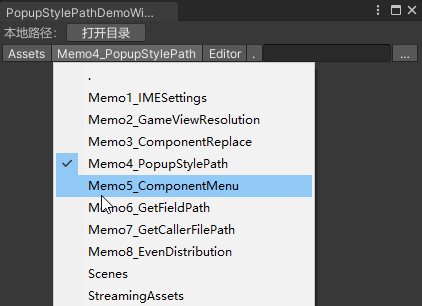 PopupStylePathDemoWi...
本地路径: 打开目录
Assets Memo4_PopupStylePath Editor . ...
.
Memo1_IMESettings
Memo2_GameViewResolution
Memo3_ComponentReplace
Memo4_PopupStylePath
Memo5_ComponentMenu
Memo6_GetFieldPath
Memo7_GetCallerFilePath
Memo8_EvenDistribution
Scenes
StreamingAssets